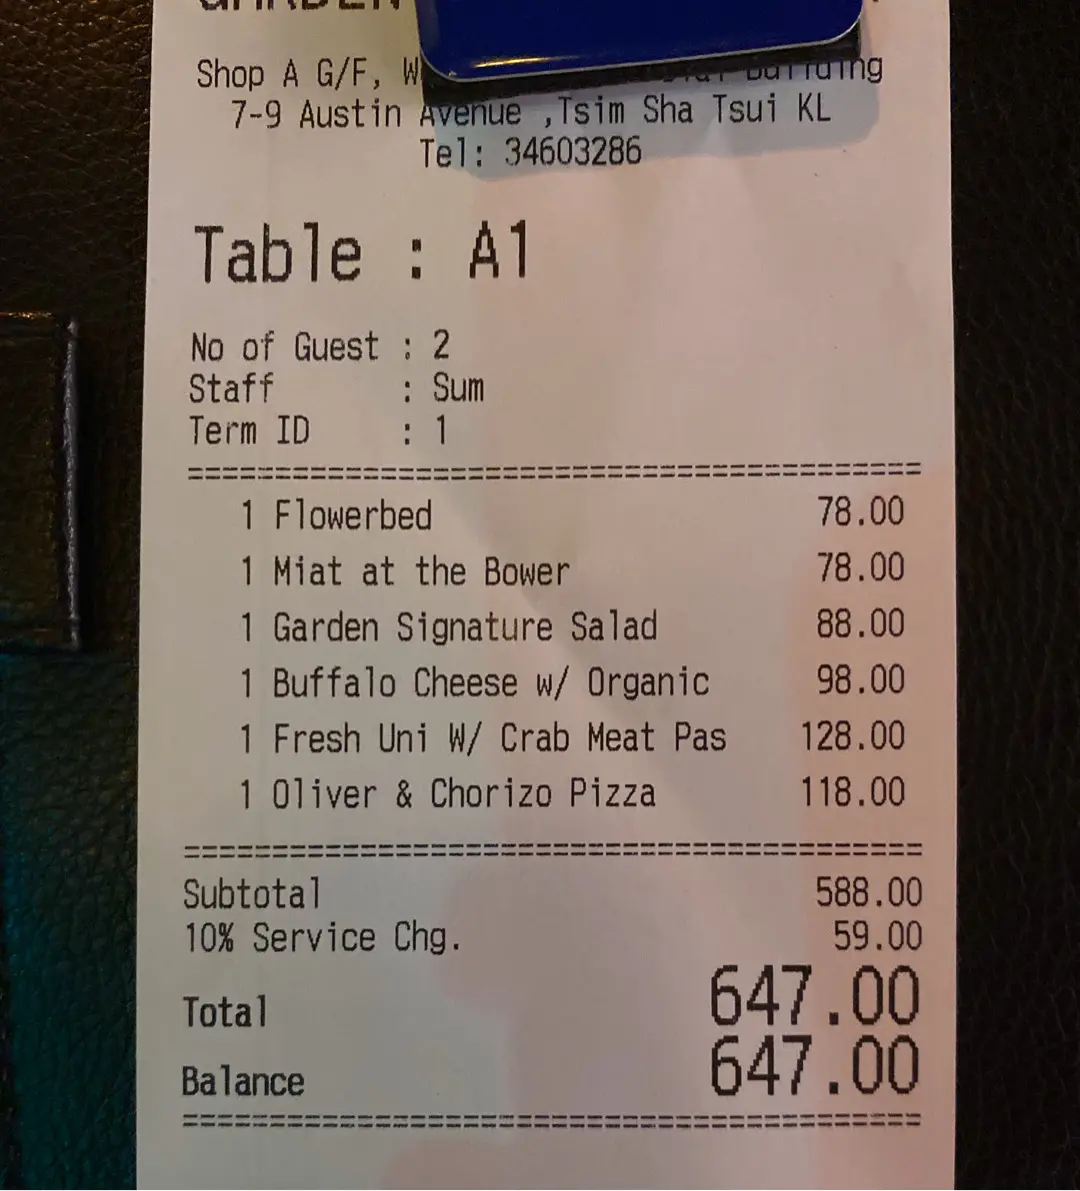 GARDEN
Shop A G/F, Building
7-9 Austin Avenue ,Tsim Sha Tsui KL
Tel: 34603286
Table : A1
No of Guest : 2
Staff : Sum
Term ID : 1
==========================================
1 Flowerbed 78.00
1 Miat at the Bower 78.00
1 Garden Signature Salad 88.00
1 Buffalo Cheese w/ Organic 98.00
1 Fresh Uni W/ Crab Meat Pas 128.00
1 Oliver & Chorizo Pizza 118.00
==========================================
Subtotal 588.00
10% Service Chg. 59.00
Total 647.00
Balance 647.00
==========================================